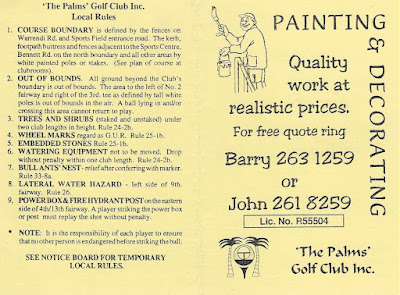 'The Palms' Golf Club Inc.
Local Rules
1. COURSE BOUNDARY is defined by the fences on
Warrendi Rd. and Sports Field entrance road. The kerb,
footpath buttress and fences adjacent to the Sports Centre,
Bennett Rd. on the north boundary and all other areas by
white painted poles or stakes. (See plan of course at
clubrooms).
2. OUT OF BOUNDS. All ground beyond the Club's
boundary is out of bounds. The area to the left of No. 2
fairway and right of the 3rd. tee as defined by tall white
poles is out of bounds in the air. A ball lying in and/or
crossing this area cannot return to play.
3. TREES AND SHRUBS (staked and unstaked) under
two club lengths in height. Rule 24-2b.
4. WHEEL MARKS regard as G.U.R. Rule 25-1b.
5. EMBEDDED STONES Rule 25-1b.
6. WATERING EQUIPMENT not to be moved. Drop
without penalty within one club length. Rule 24-2b.
7. BULL ANTS' NEST - relief after conferring with marker.
Rule 33-8a.
8. LATERAL WATER HAZARD - left side of 9th.
fairway. Rule 26.
9. POWER BOX & FIRE HYDRANT POST on the eastern
side of 4th/13th fairway. A player striking the power box
or post must replay the shot without penalty.
* NOTE: It is the responsibility of each player to ensure
that no other person is endangered before striking the ball.
SEE NOTICE BOARD FOR TEMPORARY
LOCAL RULES.
PAINTING
& DECORATING
Quality
work at
realistic prices.
For free quote ring
Barry 263 1259
or
John 261 8259
Lic. No. R55504
'The Palms'
Golf Club Inc.